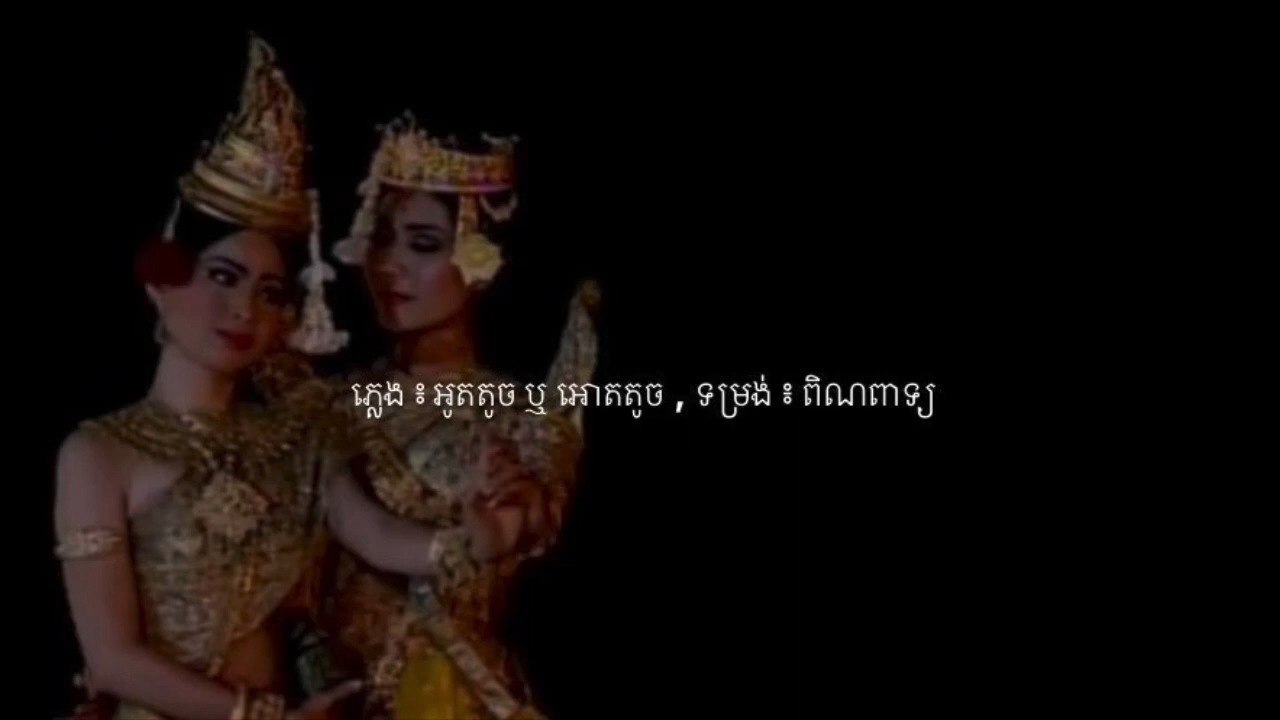 ភ្លេង ៖ អូតតូច ឬ អោតតូច , ទម្រង់ ៖ ពិណពាទ្យ